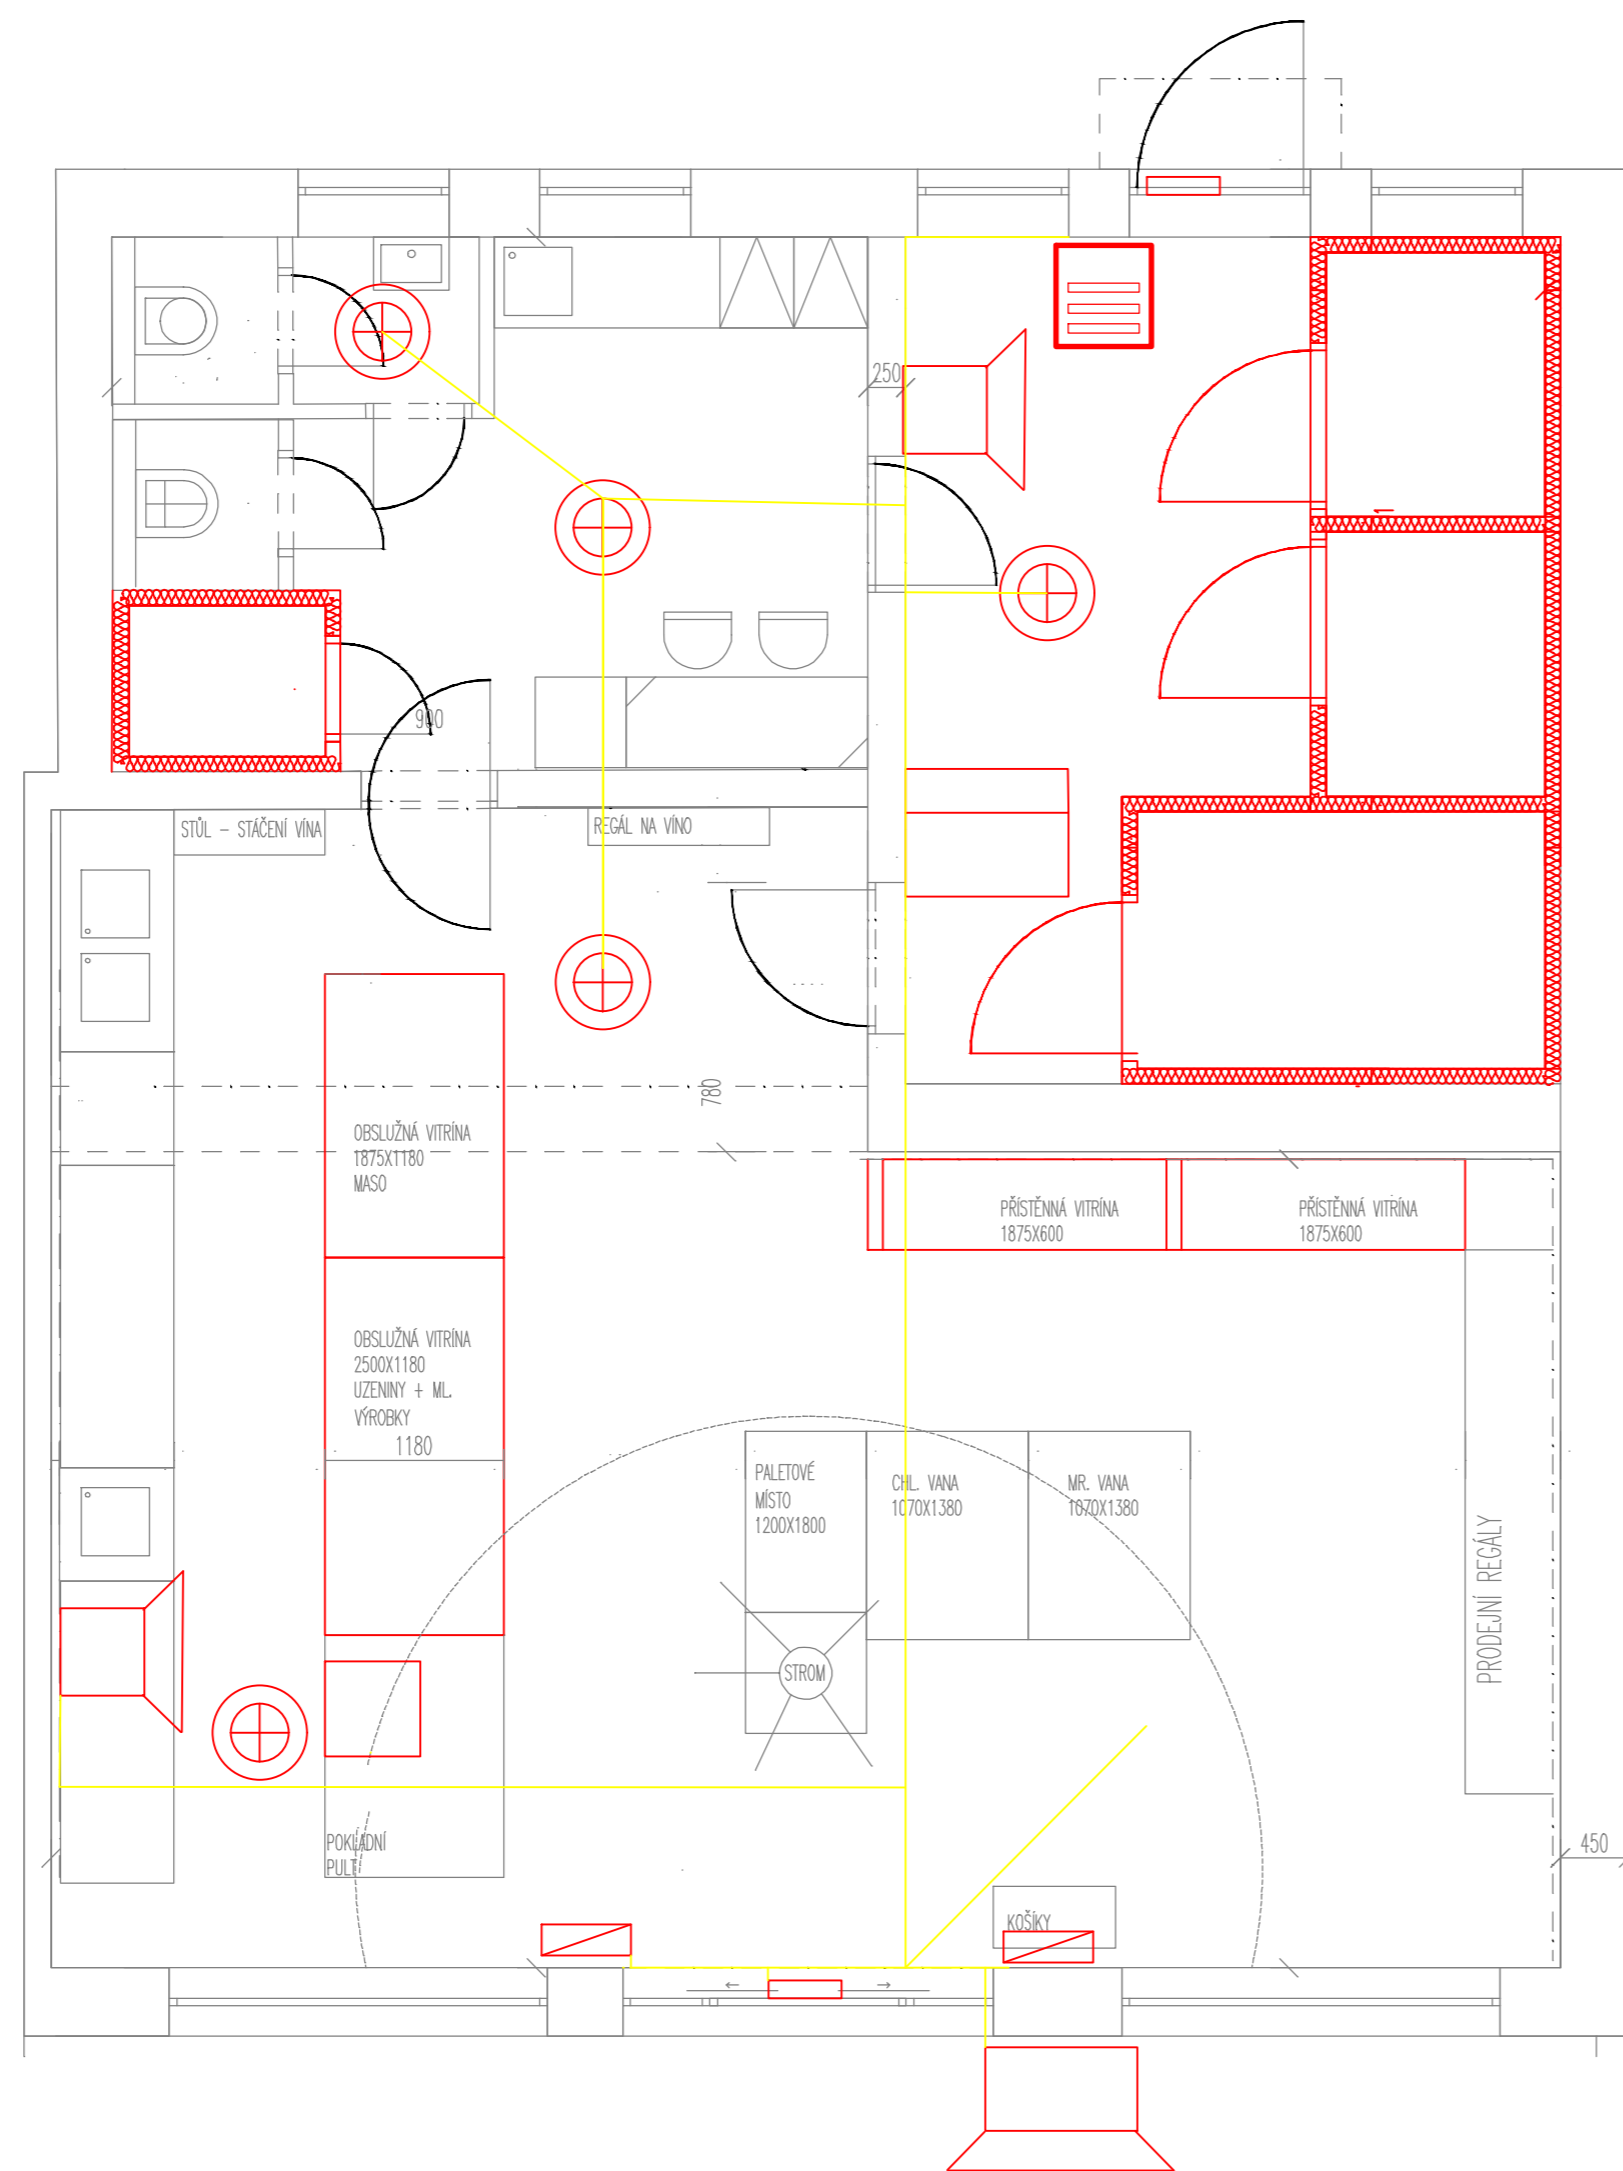 250
900
STŮL – STÁČENÍ VÍNA
REGÁL NA VÍNO
780
OBSLUŽNÁ VITRÍNA
1875X1180
MASO
PŘÍSTĚNNÁ VITRÍNA
1875X600
PŘÍSTĚNNÁ VITRÍNA
1875X600
OBSLUŽNÁ VITRÍNA
2500X1180
UZENINY + ML.
VÝROBKY
1180
PALETOVÉ
MÍSTO
1200X1800
CHL. VANA
1070X1380
MR. VANA
1070X1380
PRODEJNÍ REGÁLY
STROM
POKLADNÍ
PULT
450
KOŠÍKY